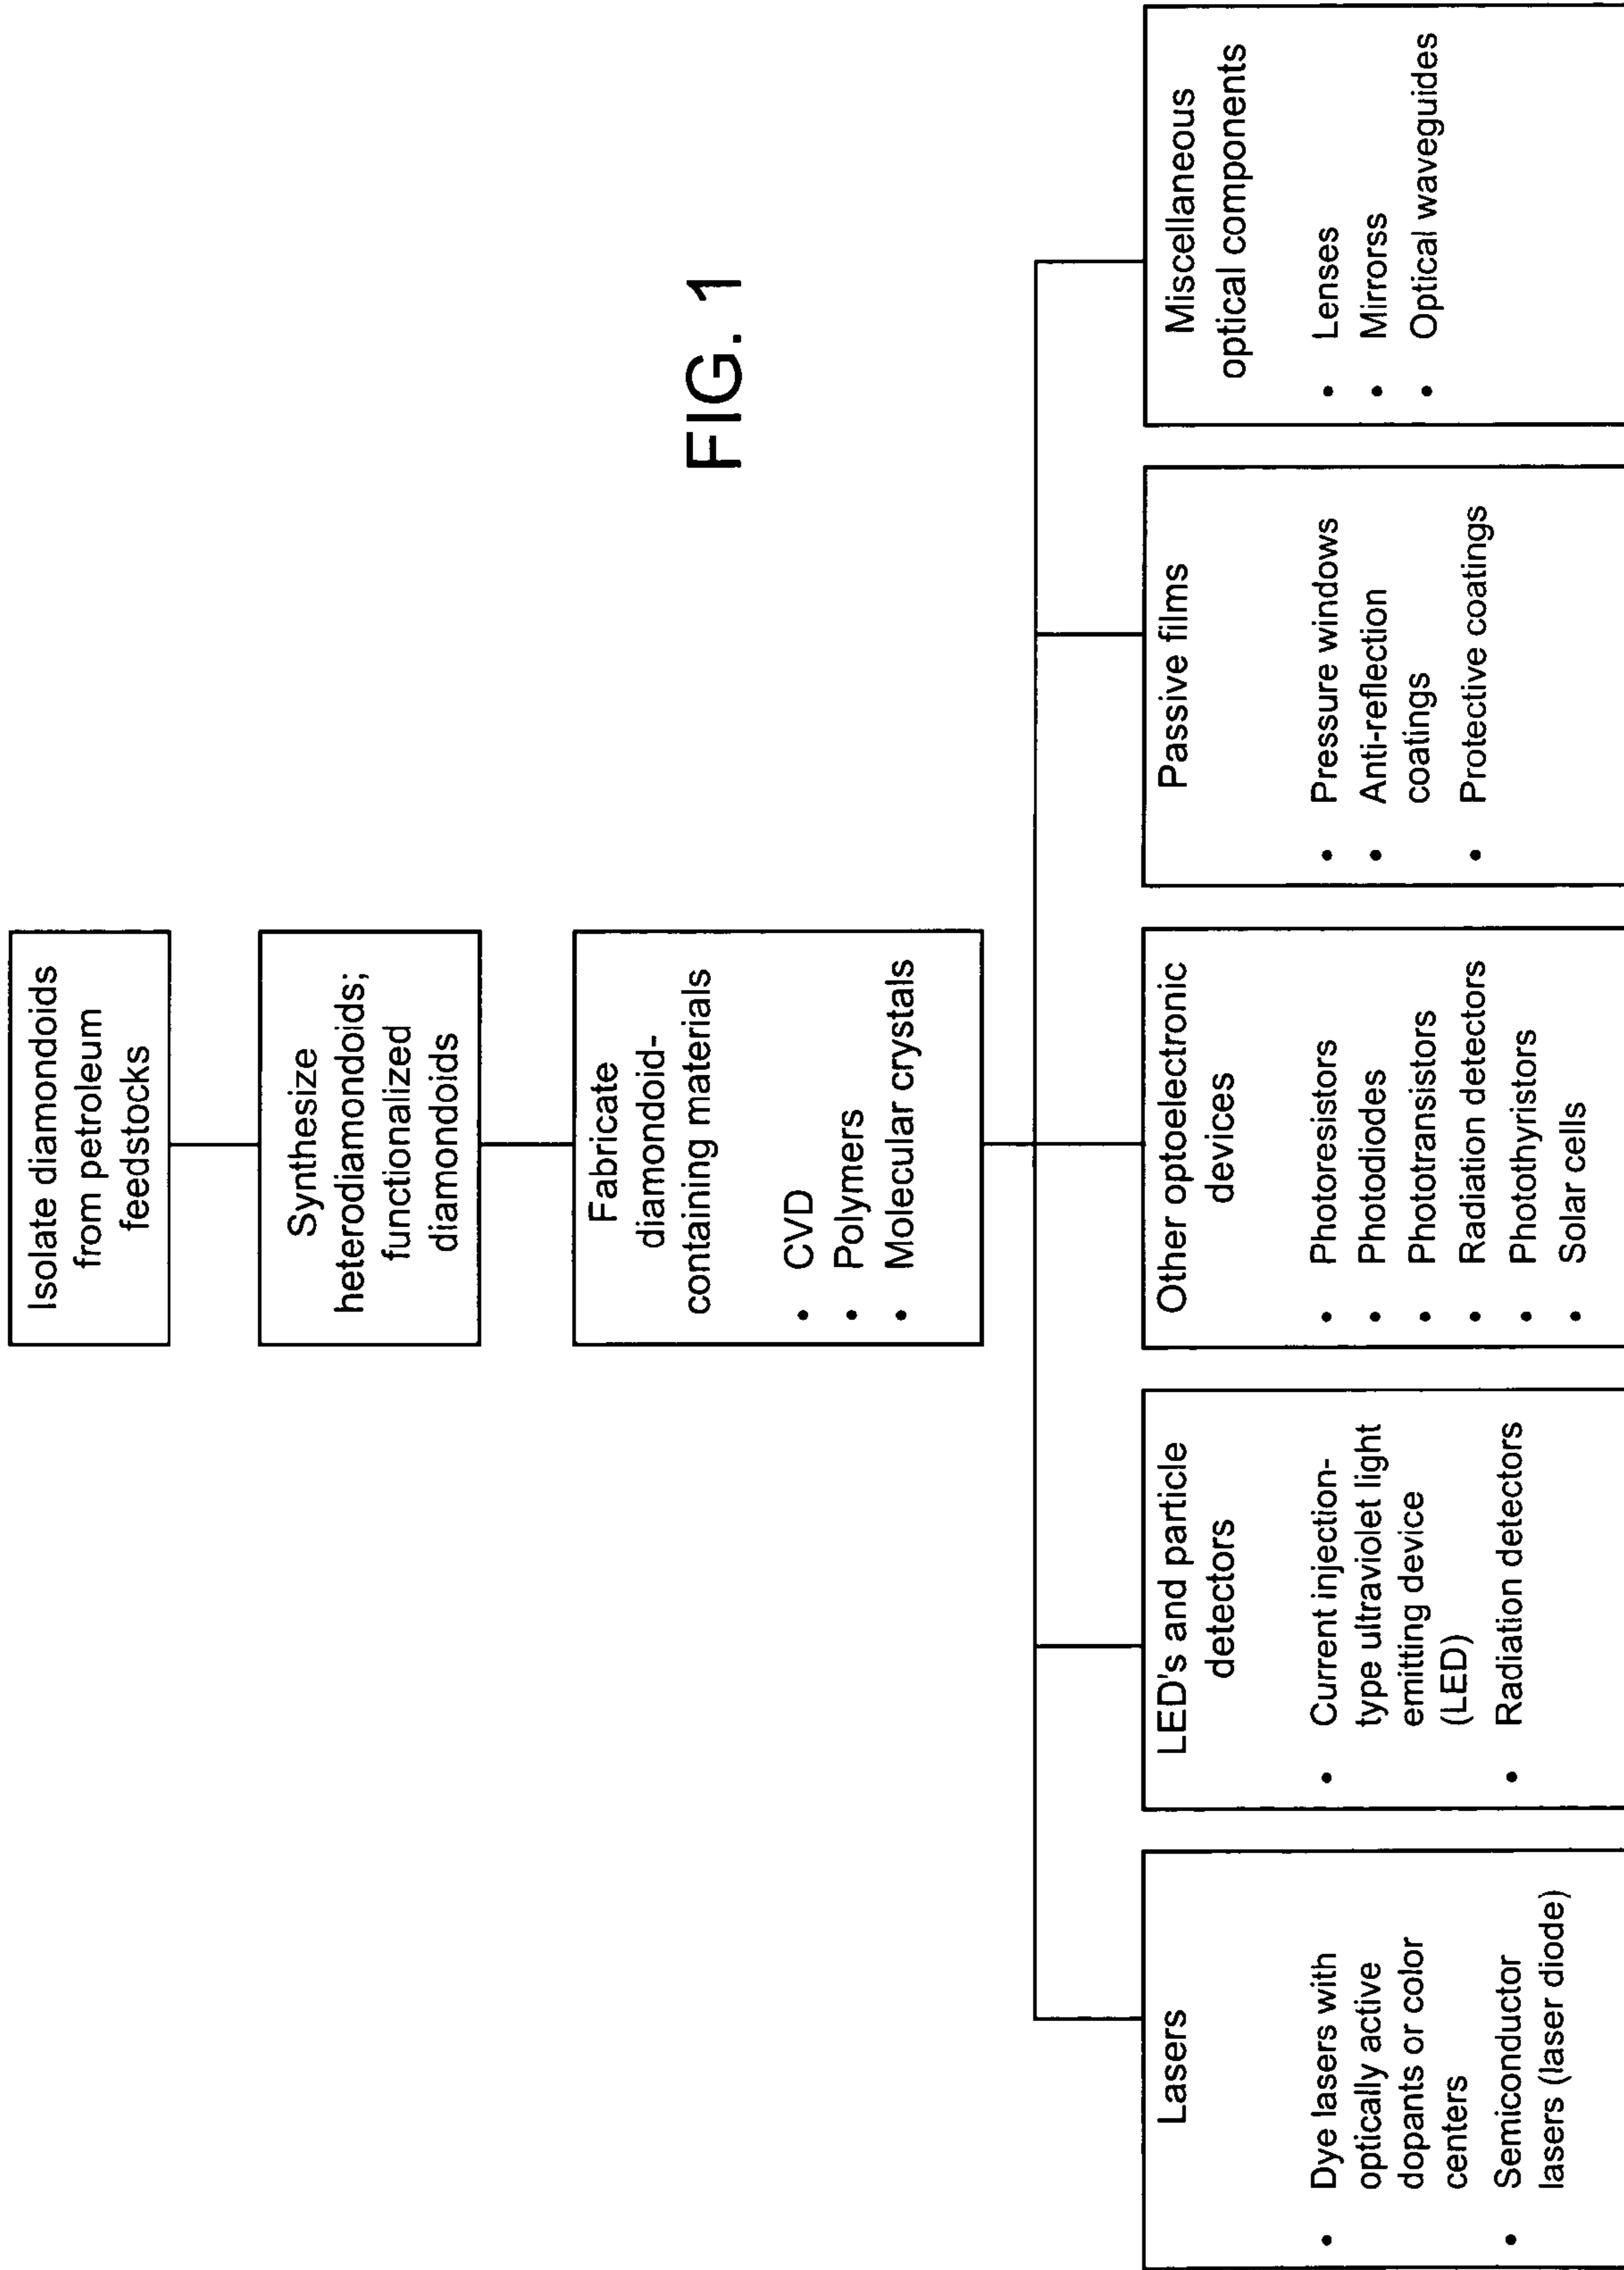 Isolate diamondoids
from petroleum
feedstocks
Synthesize
heterodiamondoids;
functionalized
diamondoids
FIG. 1
Fabricate
diamondoid-
containing materials
• CVD
• Polymers
• Molecular crystals
Lasers
• Dye lasers with
optically active
dopants or color
centers
• Semiconductor
lasers (laser diode)
LED's and particle
detectors
• Current injection-
type ultraviolet light
emitting device
(LED)
• Radiation detectors
Other optoelectronic
devices
• Photoresistors
• Photodiodes
• Phototransistors
• Radiation detectors
• Photothyristors
• Solar cells
Passive films
• Pressure windows
• Anti-reflection
coatings
• Protective coatings
Miscellaneous
optical components
• Lenses
• Mirrorss
• Optical waveguides